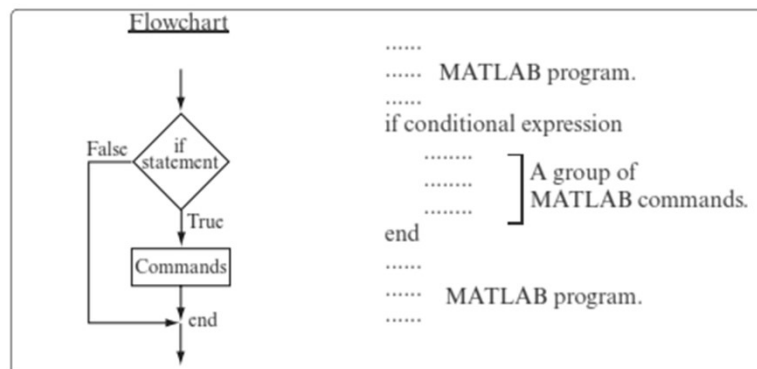 Flowchart
False
if
statement
True
Commands
end
......
...... MATLAB program.
......
if conditional expression
........
........
........
A group of
MATLAB commands.
end
......
...... MATLAB program.
......